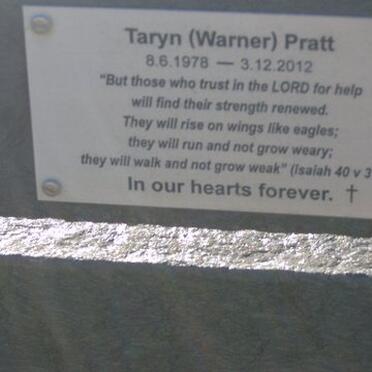 Taryn (Warner) Pratt
8.6.1978 — 3.12.2012
"But those who trust in the LORD for help
will find their strength renewed.
They will rise on wings like eagles;
they will run and not grow weary;
they will walk and not grow weak" (Isaiah 40 v 3
In our hearts forever. †